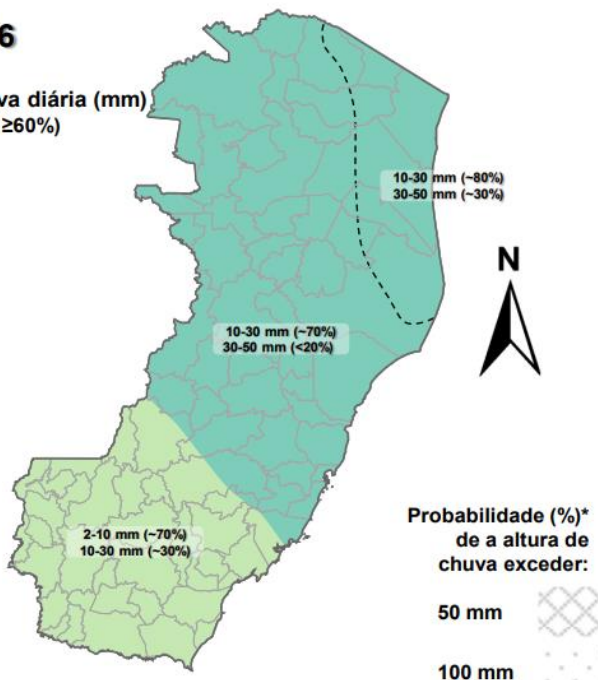 6
va diária (mm)
≥60%)
10-30 mm (~80%)
30-50 mm (~30%)
N
10-30 mm (~70%)
30-50 mm (<20%)
2-10 mm (~70%)
10-30 mm (~30%)
Probabilidade (%)*
de a altura de
chuva exceder:
50 mm
100 mm